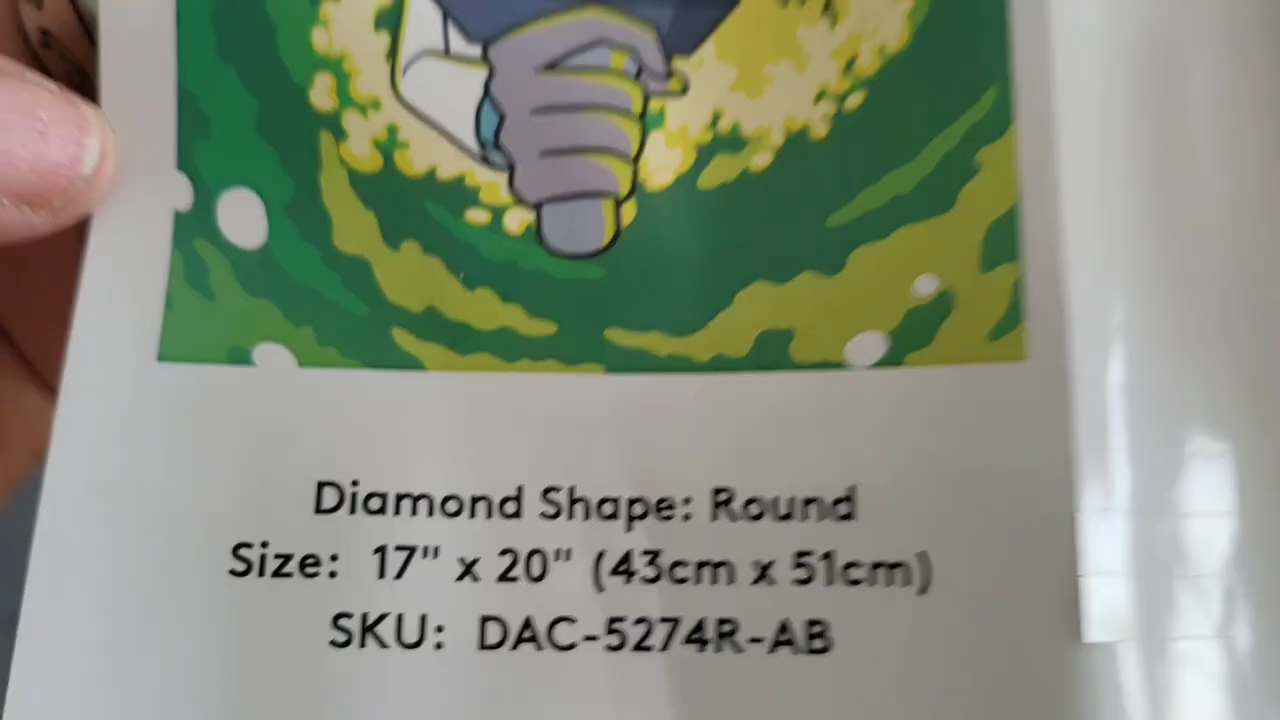 Diamond Shape: Round
Size: 17" x 20" (43cm x 51cm)
SKU: DAC-5274R-AB